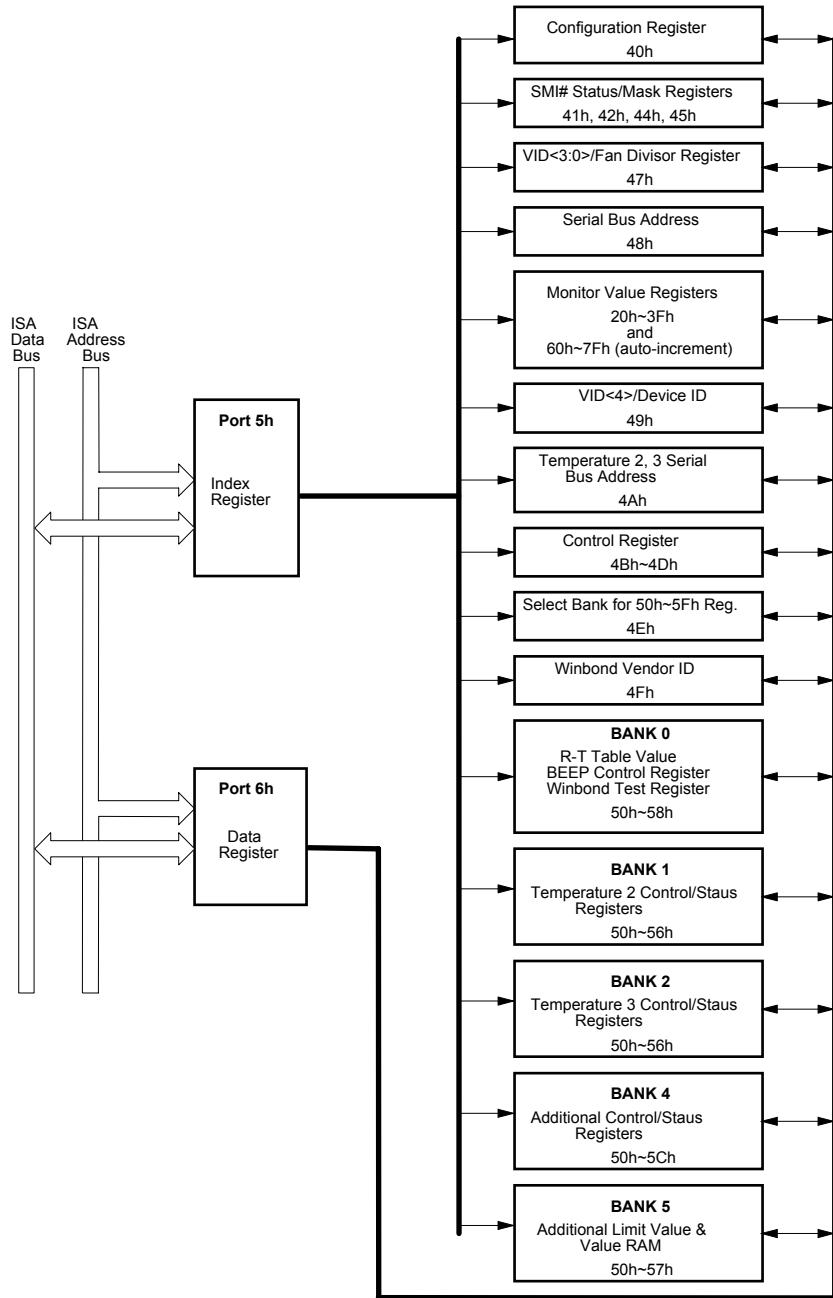 Configuration Register
40h
SMI# Status/Mask Registers
41h, 42h, 44h, 45h
VID<3:0>/Fan Divisor Register
47h
Serial Bus Address
48h
Monitor Value Registers
20h~3Fh
and
60h~7Fh (auto-increment)
VID<4>/Device ID
49h
Temperature 2, 3 Serial
Bus Address
4Ah
Control Register
4Bh~4Dh
Select Bank for 50h~5Fh Reg.
4Eh
Winbond Vendor ID
4Fh
BANK 0
R-T Table Value
BEEP Control Register
Winbond Test Register
50h~58h
BANK 1
Temperature 2 Control/Staus
Registers
50h~56h
BANK 2
Temperature 3 Control/Staus
Registers
50h~56h
BANK 4
Additional Control/Staus
Registers
50h~5Ch
BANK 5
Additional Limit Value &
Value RAM
50h~57h
ISA
Data
Bus
ISA
Address
Bus
Port 5h
Index
Register
Port 6h
Data
Register